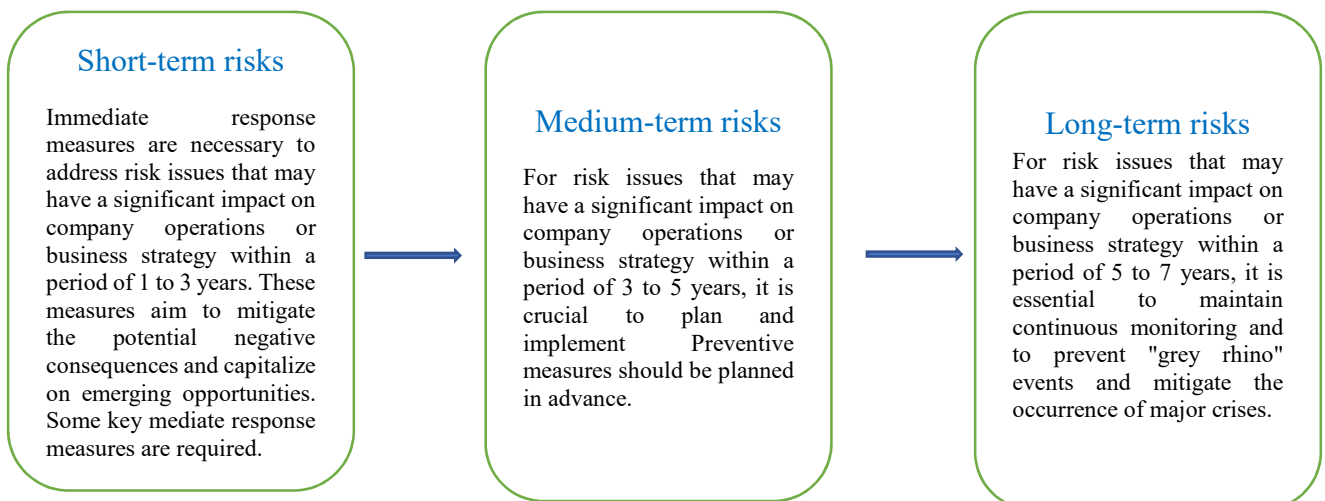 Short-term risks
Immediate response
measures are necessary to
address risk issues that may
have a significant impact on
company operations or
business strategy within a
period of 1 to 3 years. These
measures aim to mitigate
the potential negative
consequences and capitalize
on emerging opportunities.
Some key mediate response
measures are required.
Medium-term risks
For risk issues that may
have a significant impact on
company operations or
business strategy within a
period of 3 to 5 years, it is
crucial to plan and
implement Preventive
measures should be planned
in advance.
Long-term risks
For risk issues that may
have a significant impact on
company operations or
business strategy within a
period of 5 to 7 years, it is
essential to maintain
continuous monitoring and
to prevent "grey rhino"
events and mitigate the
occurrence of major crises.